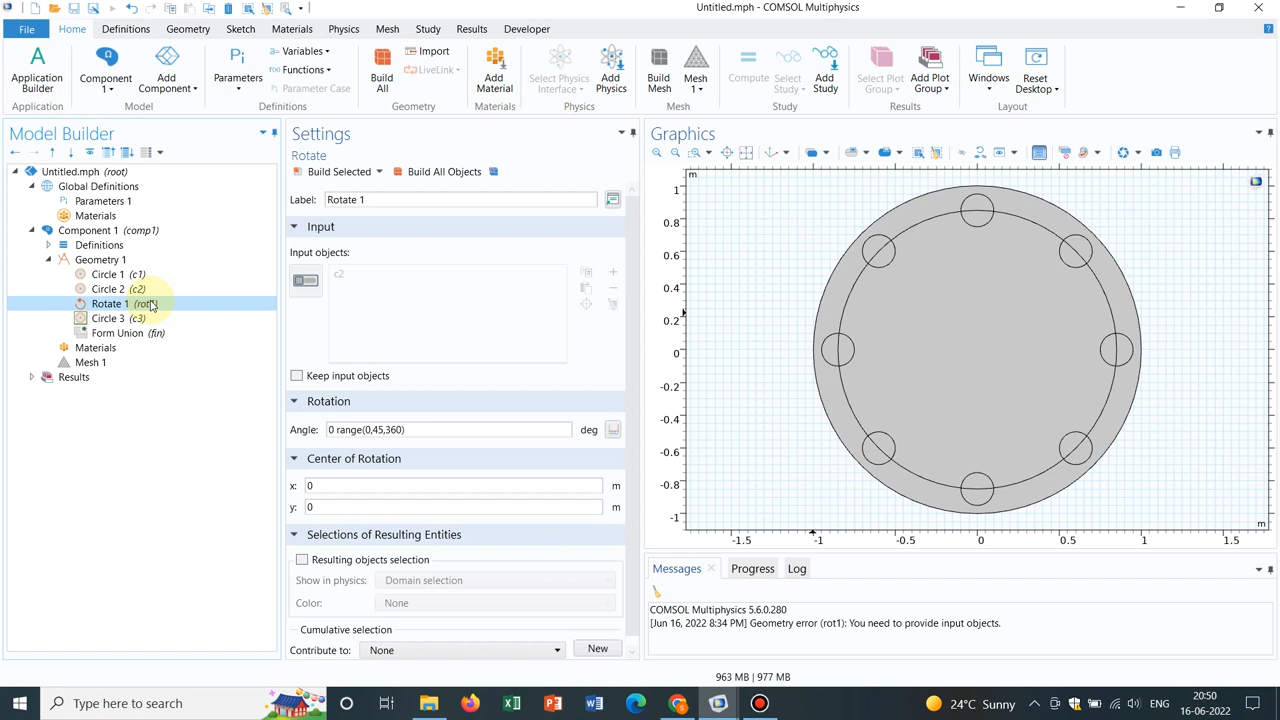 Untitled.mph - COMSOL Multiphysics
File Home Definitions Geometry Sketch Materials Physics Mesh Study Results Developer
Application Builder
Component 1
Add Component
Parameters
a= Variables
f(x) Functions
Pi Parameter Case
Build All
Import
LiveLink
Add Material
Select Physics Interface
Add Physics
Build Mesh
Mesh 1
Compute
Select Study
Add Study
Select Plot Group
Add Plot Group
Windows
Reset Desktop
Application Model Definitions Geometry Materials Physics Mesh Study Results Layout
Model Builder
Untitled.mph (root)
Global Definitions
Parameters 1
Materials
Component 1 (comp1)
Definitions
Geometry 1
Circle 1 (c1)
Circle 2 (c2)
Rotate 1 (rot1)
Circle 3 (c3)
Form Union (fin)
Materials
Mesh 1
Results
Settings
Rotate
Build Selected Build All Objects
Label: Rotate 1
Input
Input objects:
c2
Keep input objects
Rotation
Angle: 0 range(0,45,360) deg
Center of Rotation
x: 0 m
y: 0 m
Selections of Resulting Entities
Resulting objects selection
Show in physics: Domain selection
Color: None
Cumulative selection
Contribute to: None New
Graphics
m
1
0.8
0.6
0.4
0.2
0
-0.2
-0.4
-0.6
-0.8
-1
m
-1.5 -1 -0.5 0 0.5 1 1.5
Messages Progress Log
COMSOL Multiphysics 5.6.0.280
[Jun 16, 2022 8:34 PM] Geometry error (rot1): You need to provide input objects.
963 MB | 977 MB
Type here to search
24°C Sunny
ENG
20:50
16-06-2022